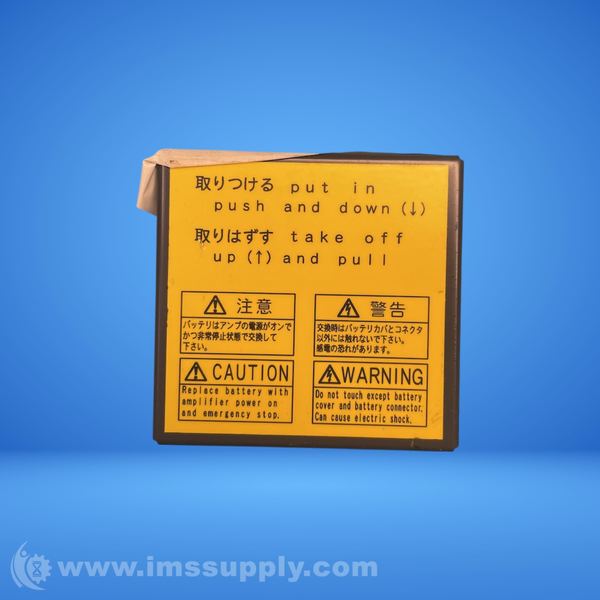 取りつける put in
push and down (↓)
取りはずす take off
up (↑) and pull
⚠ 注意
バッテリはアンプの電源がオンで
かつ非常停止状態で交換して
下さい。
⚠ CAUTION
Replace battery with
amplifier power on
and emergency stop.
⚠ 警告
交換時はバッテリカバとコネクタ
以外には触れないで下さい。
感電の恐れがあります。
⚠ WARNING
Do not touch except battery
cover and battery connector.
Can cause electric shock.
www.imssupply.com